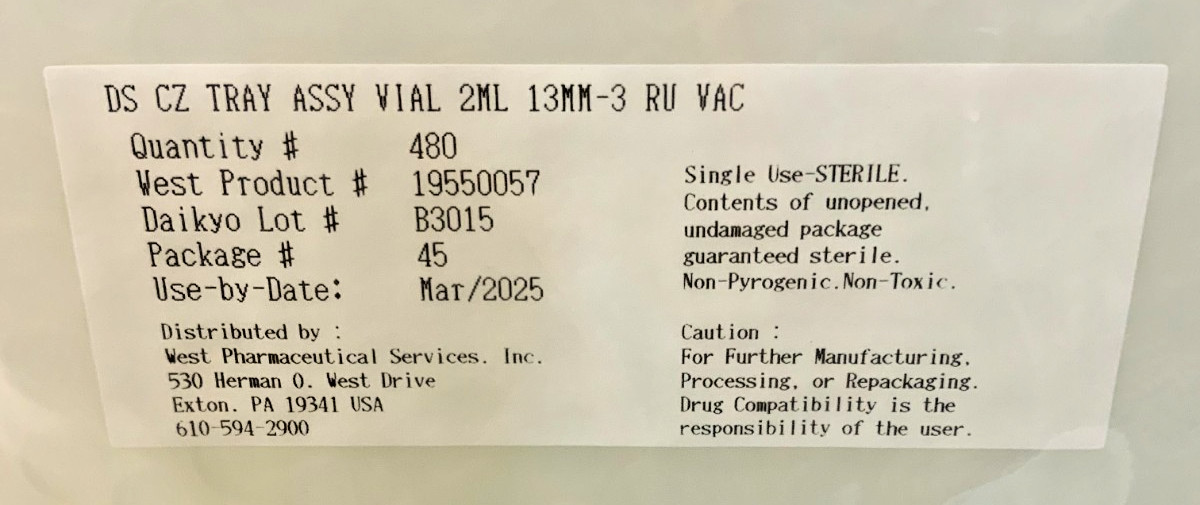 DS CZ TRAY ASSY VIAL 2ML 13MM-3 RU VAC
Quantity # 480
West Product # 19550057
Daikyo Lot # B3015
Package # 45
Use-by-Date: Mar/2025
Single Use-STERILE.
Contents of unopened,
undamaged package
guaranteed sterile.
Non-Pyrogenic.Non-Toxic.
Distributed by :
West Pharmaceutical Services. Inc.
530 Herman O. West Drive
Exton. PA 19341 USA
610-594-2900
Caution :
For Further Manufacturing,
Processing, or Repackaging.
Drug Compatibility is the
responsibility of the user.